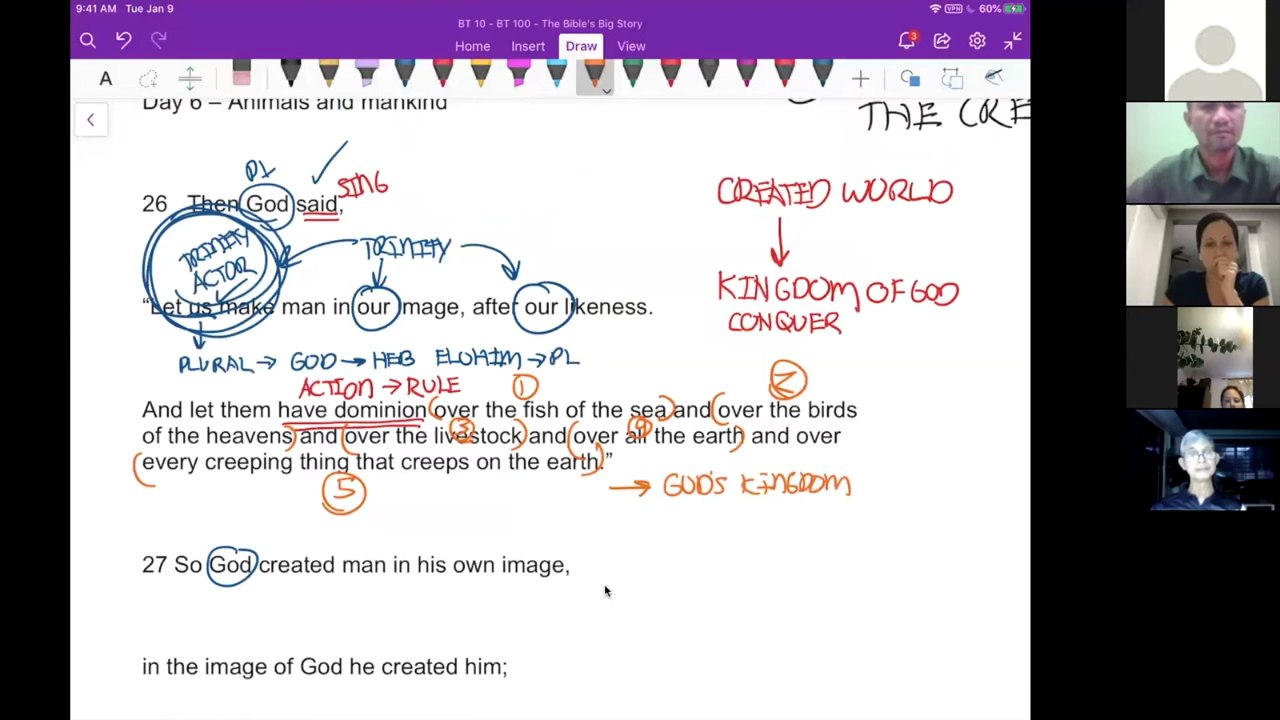 9:41 AM Tue Jan 9
VPN 60%
BT 10 - BT 100 - The Bible's Big Story
Home Insert Draw View
3
A
Day 6 – Animals and mankind
THE CRE
PL
SING
26 Then God said,
CREATED WORLD
TRINITY
ACTOR
TRINITY
KINGDOM OF GOD
CONQUER
“Let us make man in our image, after our likeness.
PLURAL → GOD → HEB ELOHIM → PL
ACTION → RULE
1
2
And let them have dominion (over the fish of the sea) and (over the birds
of the heavens) and (over the livestock) and (over all the earth) and over
3
4
(every creeping thing that creeps on the earth.)”
5
→ GOD'S KINGDOM
27 So God created man in his own image,
in the image of God he created him;